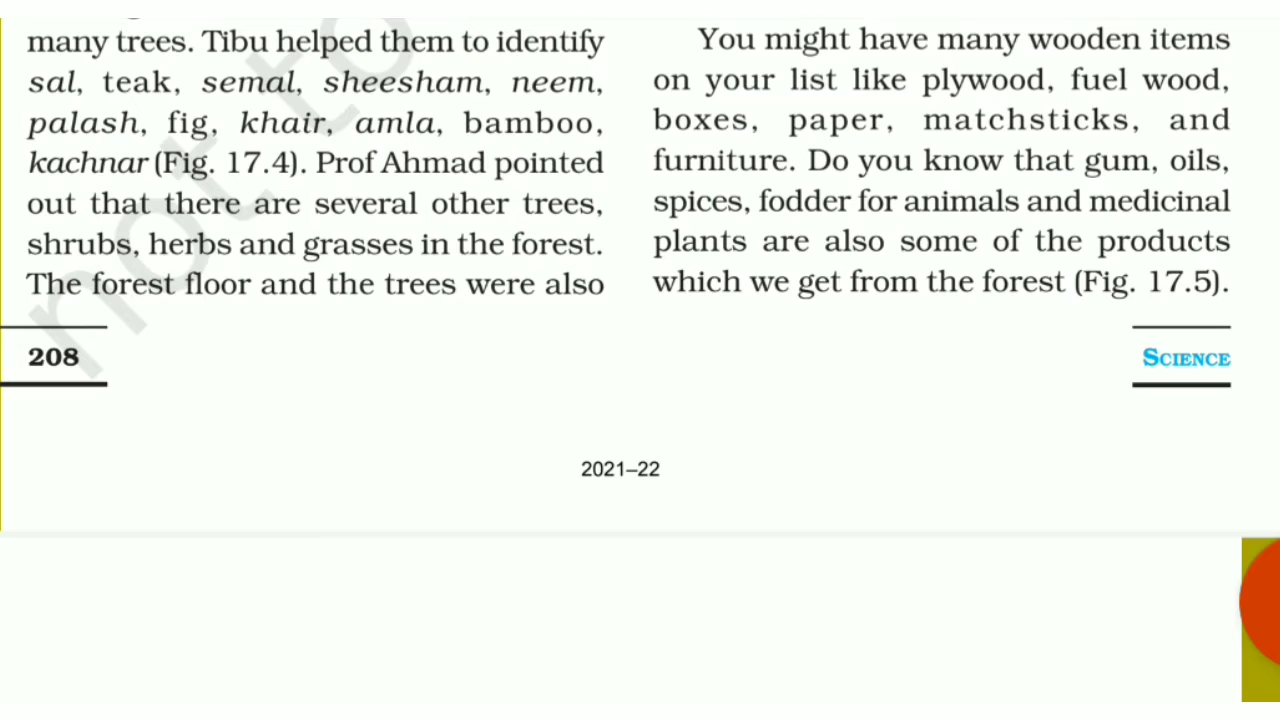 many trees. Tibu helped them to identify
sal, teak, semal, sheesham, neem,
palash, fig, khair, amla, bamboo,
kachnar (Fig. 17.4). Prof Ahmad pointed
out that there are several other trees,
shrubs, herbs and grasses in the forest.
The forest floor and the trees were also
You might have many wooden items
on your list like plywood, fuel wood,
boxes, paper, matchsticks, and
furniture. Do you know that gum, oils,
spices, fodder for animals and medicinal
plants are also some of the products
which we get from the forest (Fig. 17.5).
not to
208
SCIENCE
2021–22